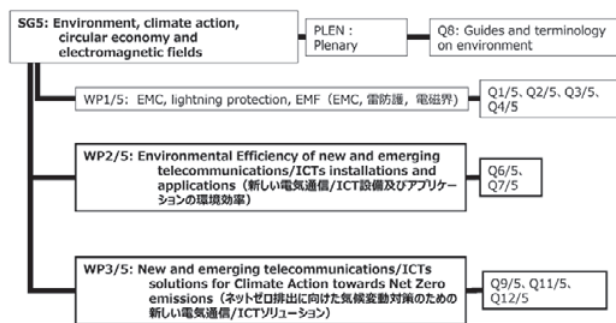 SG5: Environment, climate action,
circular economy and
electromagnetic fields
PLEN：
Plenary
Q8: Guides and terminology
on environment
WP1/5: EMC, lightning protection, EMF（EMC, 雷防護, 電磁界)
Q1/5、Q2/5、Q3/5、
Q4/5
WP2/5: Environmental Efficiency of new and emerging
telecommunications/ICTs installations and
applications（新しい電気通信/ICT設備及びアプリケー
ションの環境効率）
Q6/5、
Q7/5
WP3/5: New and emerging telecommunications/ICTs
solutions for Climate Action towards Net Zero
emissions（ネットゼロ排出に向けた気候変動対策のための
新しい電気通信/ICTソリューション）
Q9/5、Q11/5、
Q12/5